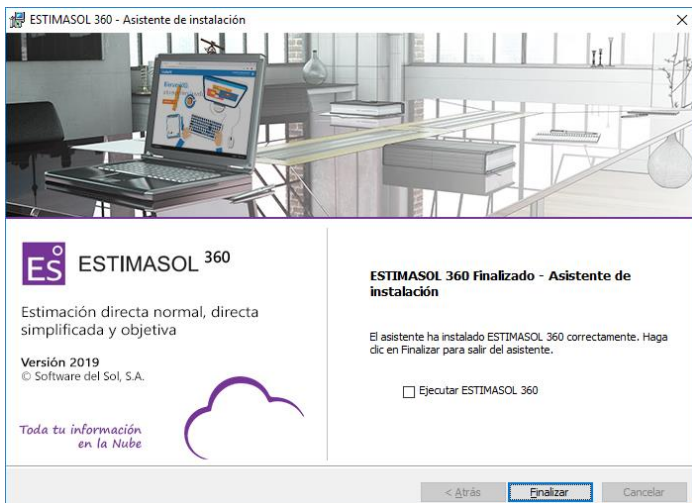 ESTIMASOL 360 - Asistente de instalación
Bienvenid@
ES
ESTIMASOL 360
Estimación directa normal, directa
simplificada y objetiva
Versión 2019
© Software del Sol, S.A.
Toda tu información
en la Nube
ESTIMASOL 360 Finalizado - Asistente de
instalación
El asistente ha instalado ESTIMASOL 360 correctamente. Haga
clic en Finalizar para salir del asistente.
Ejecutar ESTIMASOL 360
< Atrás
Finalizar
Cancelar